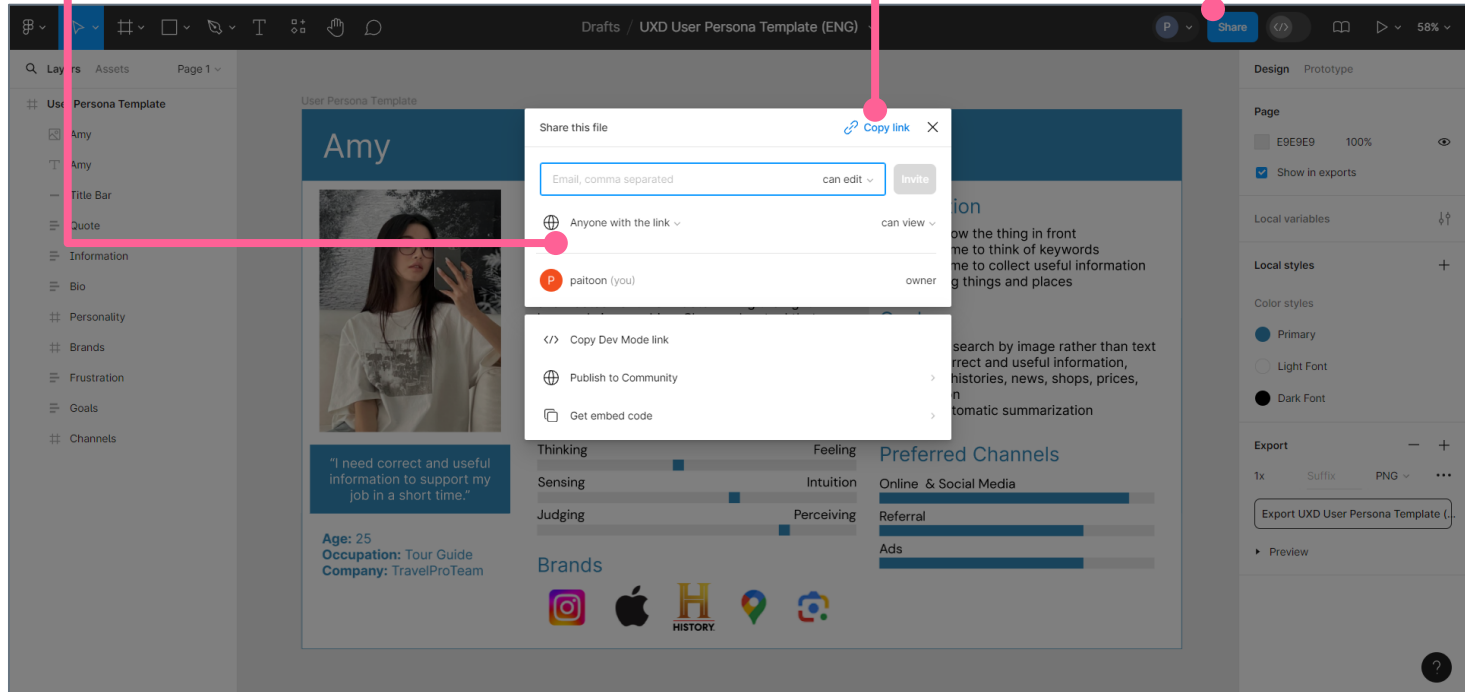 Drafts / UXD User Persona Template (ENG)
P
Share
58%
Layers
Assets
Page 1
User Persona Template
Amy
Amy
Title Bar
Quote
Information
Bio
Personality
Brands
Frustration
Goals
Channels
User Persona Template
Amy
"I need correct and useful
information to support my
job in a short time."
Age: 25
Occupation: Tour Guide
Company: TravelProTeam
Share this file
Copy link
Email, comma separated
can edit
Invite
Anyone with the link
can view
P
paitoon (you)
owner
Copy Dev Mode link
Publish to Community
Get embed code
Thinking
Feeling
Sensing
Intuition
Judging
Perceiving
Brands
HISTORY.
ion
ow the thing in front
me to think of keywords
me to collect useful information
g things and places
search by image rather than text
rrect and useful information,
histories, news, shops, prices,
n
tomatic summarization
Preferred Channels
Online & Social Media
Referral
Ads
Design
Prototype
Page
E9E9E9
100%
Show in exports
Local variables
Local styles
Color styles
Primary
Light Font
Dark Font
Export
1x
Suffix
PNG
Export UXD User Persona Template (...
Preview
?